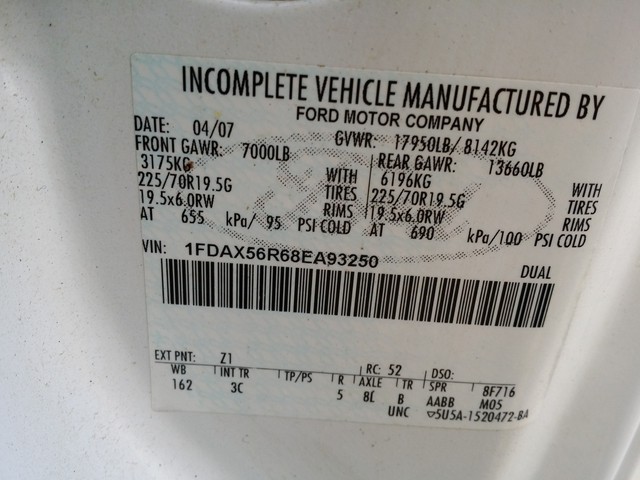 INCOMPLETE VEHICLE MANUFACTURED BY
FORD MOTOR COMPANY
DATE: 04/07 GVWR: 17950LB/ 8142KG
FRONT GAWR: 7000LB REAR GAWR: 13660LB
3175KG WITH 6196KG WITH
225/70R19.5G TIRES 225/70R19.5G TIRES
19.5x6.0RW RIMS 19.5x6.0RW RIMS
AT 655 kPa/ 95 PSI COLD AT 690 kPa/100 PSI COLD
VIN: 1FDAX56R68EA93250
DUAL
EXT PNT: Z1 RC: 52 DSO:
WB INT TR TP/PS R AXLE TR SPR 8F716
162 3C 5 8L B AABB M05
UNC 5U5A-1520472-BA